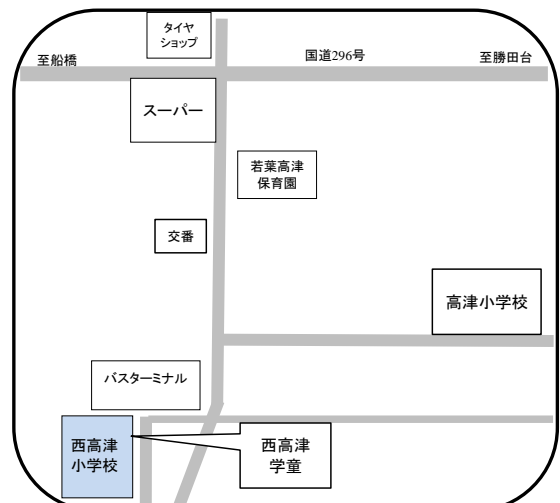 タイヤ
ショップ
至船橋
国道296号
至勝田台
スーパー
若葉高津
保育園
交番
高津小学校
バスターミナル
西高津
小学校
西高津
学童